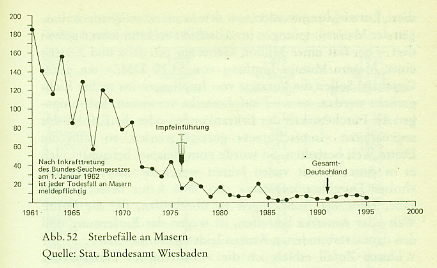 200
180
160
140
120
100
80
60
40
20
Impfeinführung
Nach Inkrafttretung
des Bundes-Seuchengesetzes
am 1. Januar 1962
ist jeder Todesfall an Masern
meldepflichtig
Gesamt-
Deutschland
1961· 1965 1970 1975 1980 1985 1990 1995 2000
Abb. 52 Sterbefälle an Masern
Quelle: Stat. Bundesamt Wiesbaden